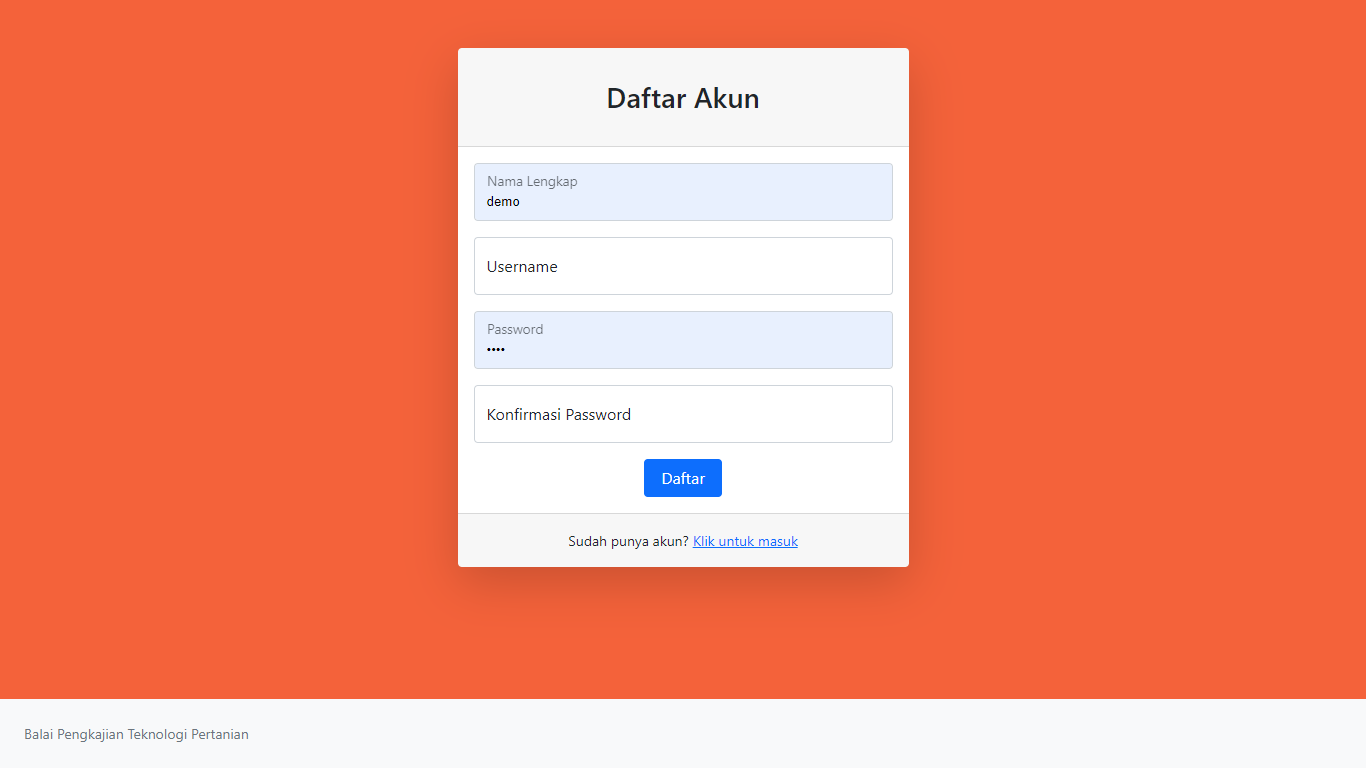 Daftar Akun
Nama Lengkap
demo
Username
Password
••••
Konfirmasi Password
Daftar
Sudah punya akun? Klik untuk masuk
Balai Pengkajian Teknologi Pertanian